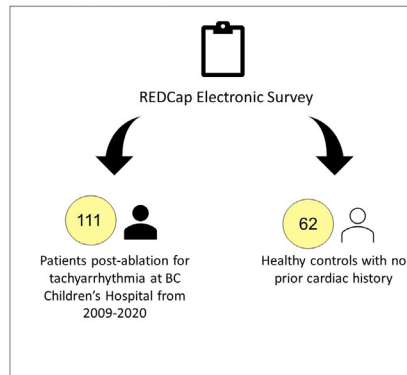 REDCap Electronic Survey
111
Patients post-ablation for
tachyarrhythmia at BC
Children's Hospital from
2009-2020
62
Healthy controls with no
prior cardiac history